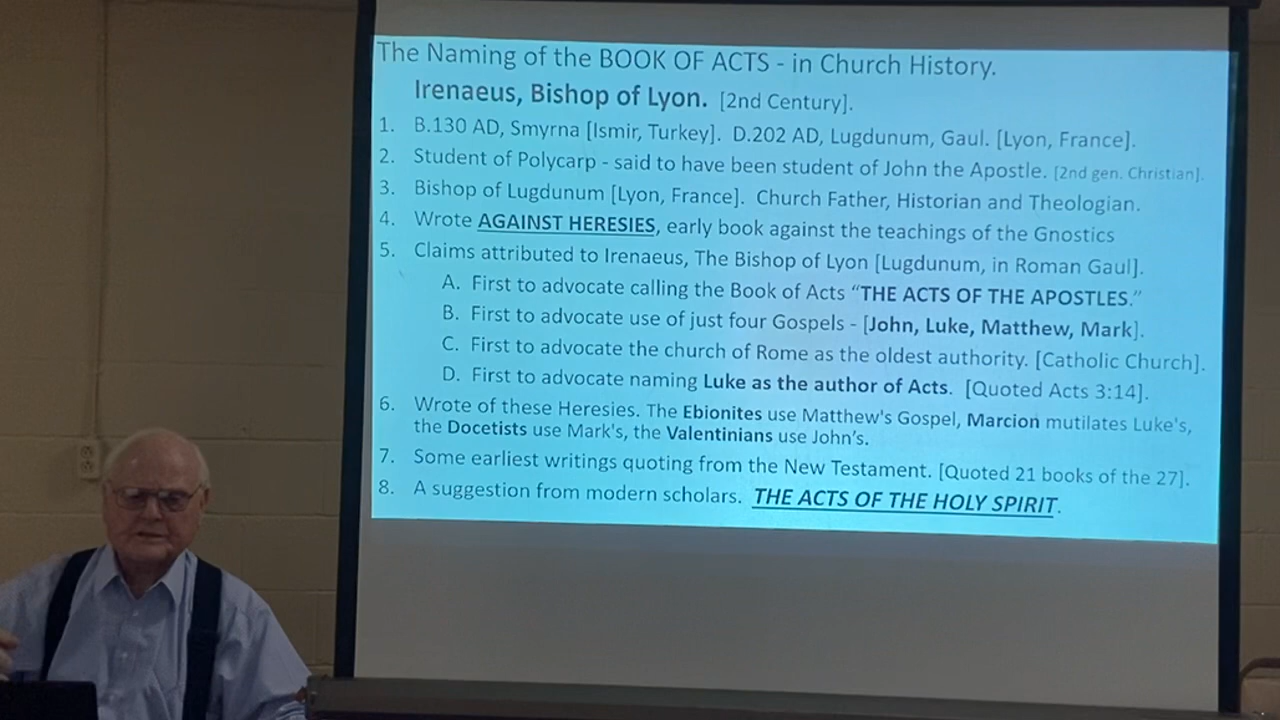 The Naming of the BOOK OF ACTS - in Church History.
Irenaeus, Bishop of Lyon. [2nd Century].
1. B.130 AD, Smyrna [Ismir, Turkey]. D.202 AD, Lugdunum, Gaul. [Lyon, France].
2. Student of Polycarp - said to have been student of John the Apostle. [2nd gen. Christian].
3. Bishop of Lugdunum [Lyon, France]. Church Father, Historian and Theologian.
4. Wrote AGAINST HERESIES, early book against the teachings of the Gnostics
5. Claims attributed to Irenaeus, The Bishop of Lyon [Lugdunum, in Roman Gaul].
A. First to advocate calling the Book of Acts “THE ACTS OF THE APOSTLES.”
B. First to advocate use of just four Gospels - [John, Luke, Matthew, Mark].
C. First to advocate the church of Rome as the oldest authority. [Catholic Church].
D. First to advocate naming Luke as the author of Acts. [Quoted Acts 3:14].
6. Wrote of these Heresies. The Ebionites use Matthew's Gospel, Marcion mutilates Luke's,
the Docetists use Mark's, the Valentinians use John’s.
7. Some earliest writings quoting from the New Testament. [Quoted 21 books of the 27].
8. A suggestion from modern scholars. THE ACTS OF THE HOLY SPIRIT.